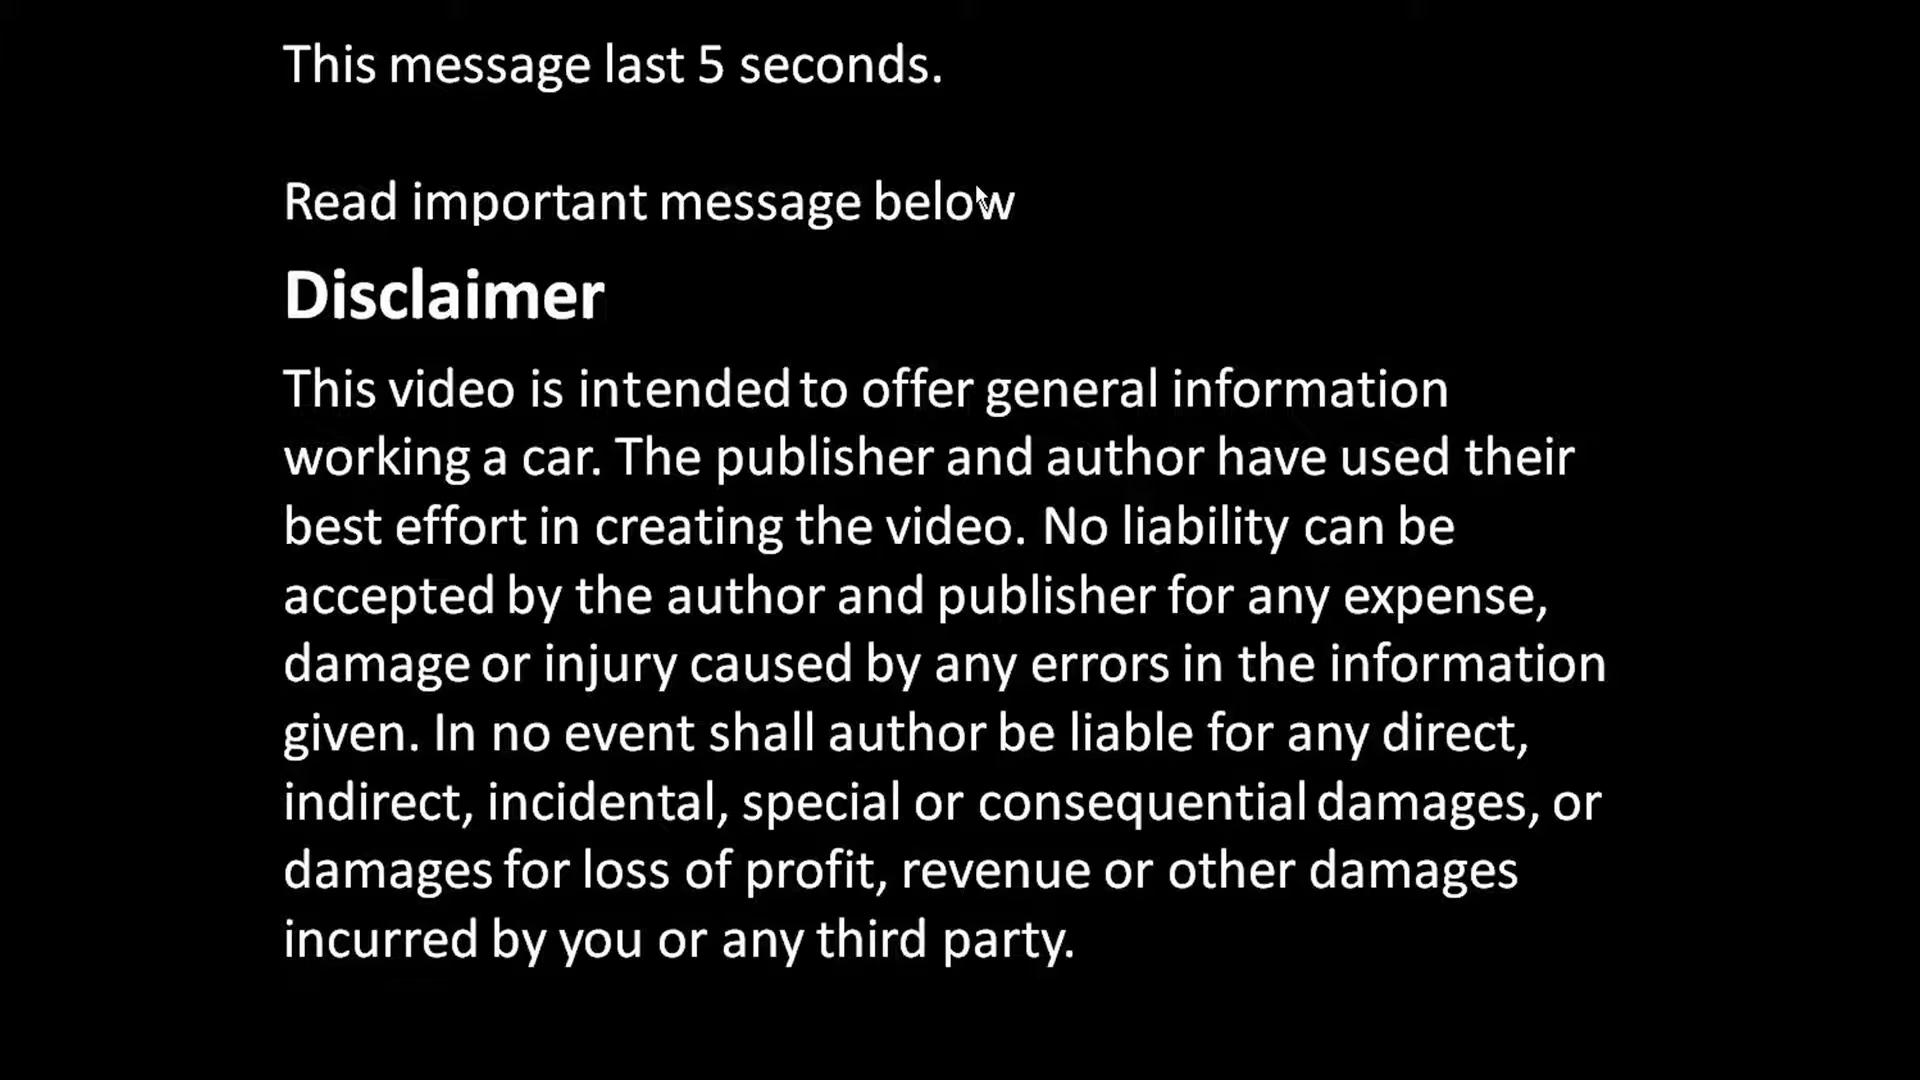 This message last 5 seconds.
Read important message below
Disclaimer
This video is intended to offer general information
working a car. The publisher and author have used their
best effort in creating the video. No liability can be
accepted by the author and publisher for any expense,
damage or injury caused by any errors in the information
given. In no event shall author be liable for any direct,
indirect, incidental, special or consequential damages, or
damages for loss of profit, revenue or other damages
incurred by you or any third party.